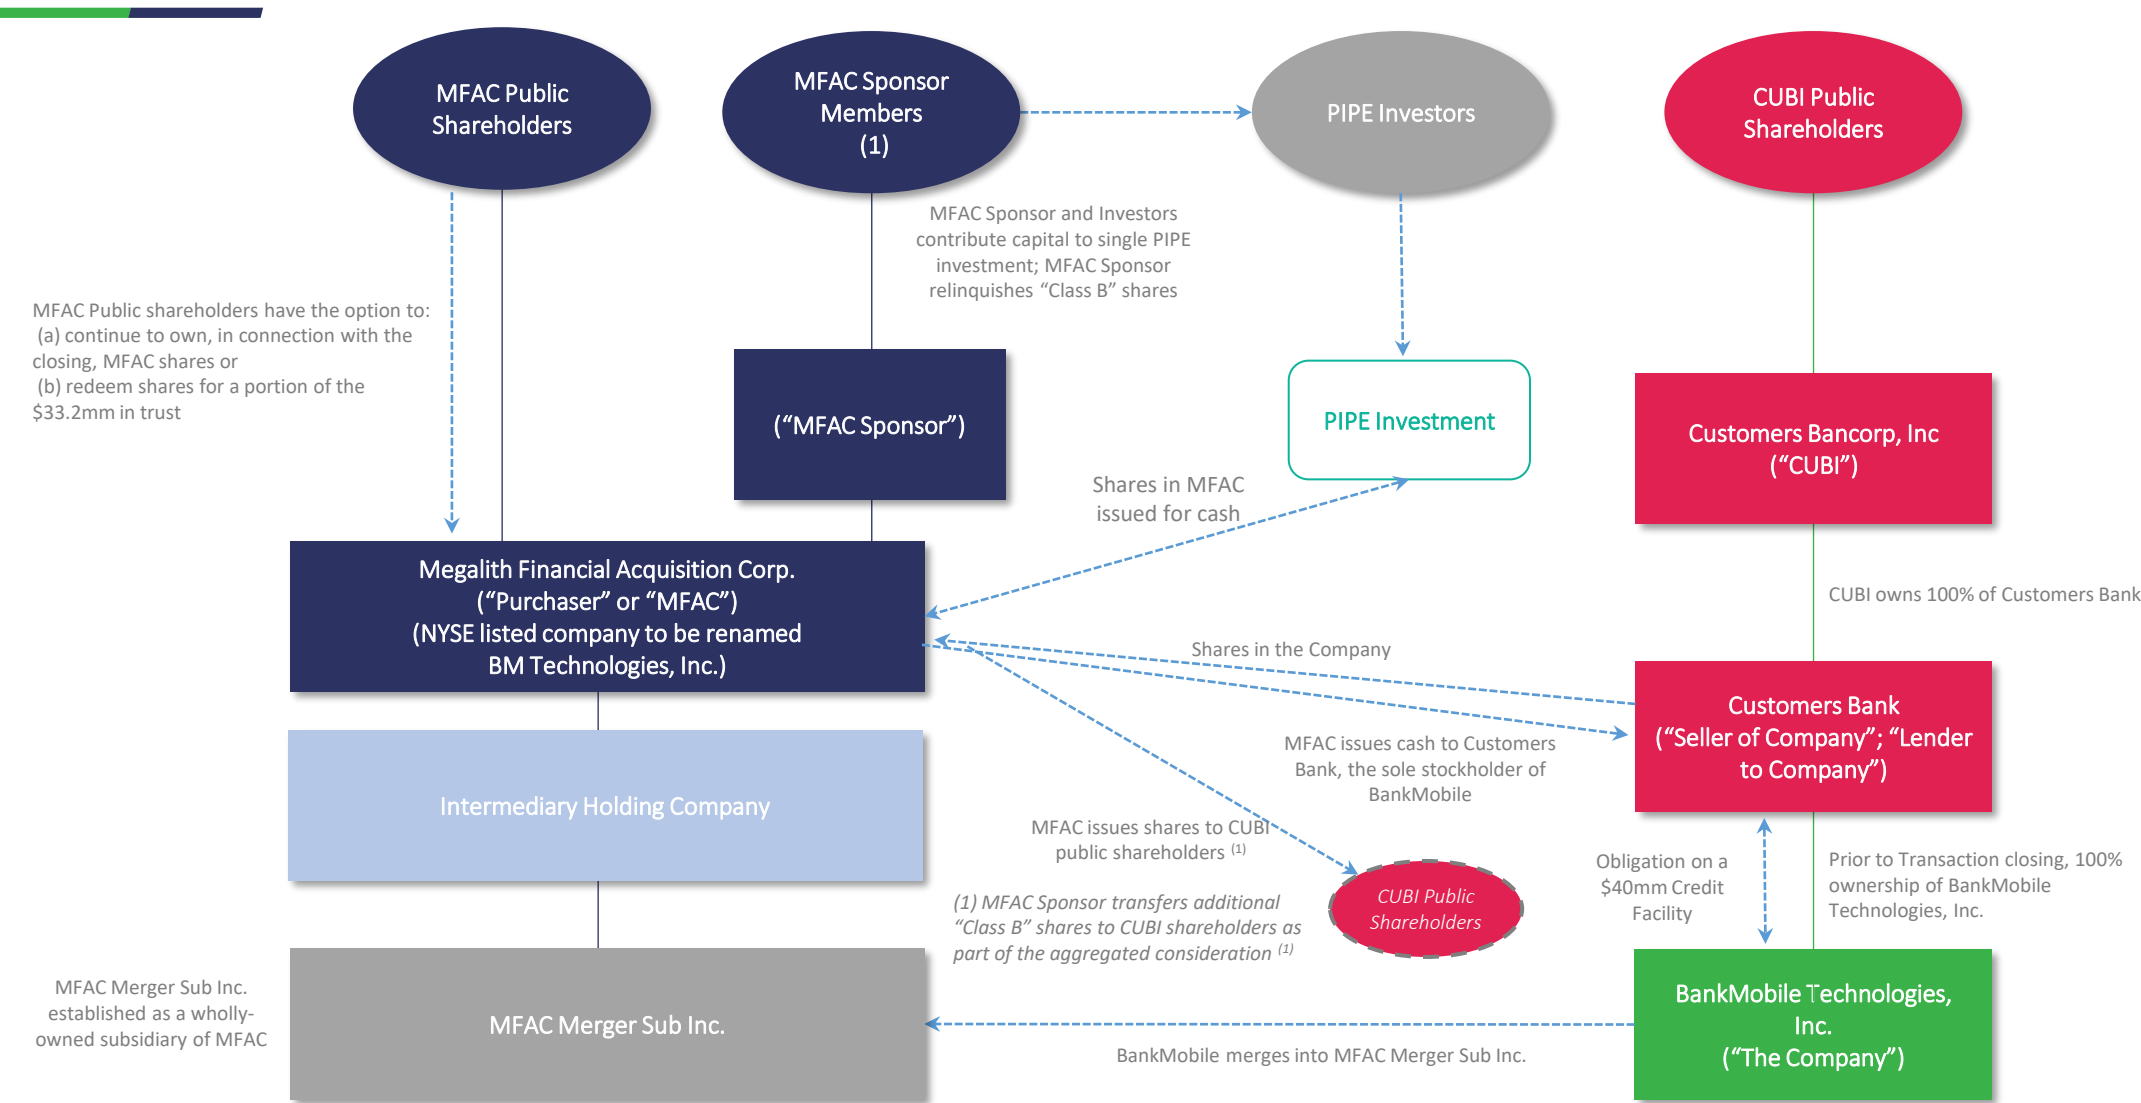 MFAC Public
Shareholders
MFAC Sponsor
Members
(1)
PIPE Investors
CUBI Public
Shareholders
MFAC Sponsor and Investors
contribute capital to single PIPE
investment; MFAC Sponsor
relinquishes “Class B” shares
MFAC Public shareholders have the option to:
(a) continue to own, in connection with the
closing, MFAC shares or
(b) redeem shares for a portion of the
$33.2mm in trust
(“MFAC Sponsor”)
PIPE Investment
Customers Bancorp, Inc
(“CUBI”)
Shares in MFAC
issued for cash
Megalith Financial Acquisition Corp.
(“Purchaser” or “MFAC”)
(NYSE listed company to be renamed
BM Technologies, Inc.)
CUBI owns 100% of Customers Bank
Shares in the Company
Customers Bank
(“Seller of Company”; “Lender
to Company”)
MFAC issues cash to Customers
Bank, the sole stockholder of
BankMobile
Intermediary Holding Company
MFAC issues shares to CUBI
public shareholders (1)
Obligation on a
$40mm Credit
Facility
Prior to Transaction closing, 100%
ownership of BankMobile
Technologies, Inc.
(1) MFAC Sponsor transfers additional
“Class B” shares to CUBI shareholders as
part of the aggregated consideration (1)
CUBI Public
Shareholders
MFAC Merger Sub Inc.
established as a wholly-
owned subsidiary of MFAC
MFAC Merger Sub Inc.
BankMobile Technologies,
Inc.
(“The Company”)
BankMobile merges into MFAC Merger Sub Inc.